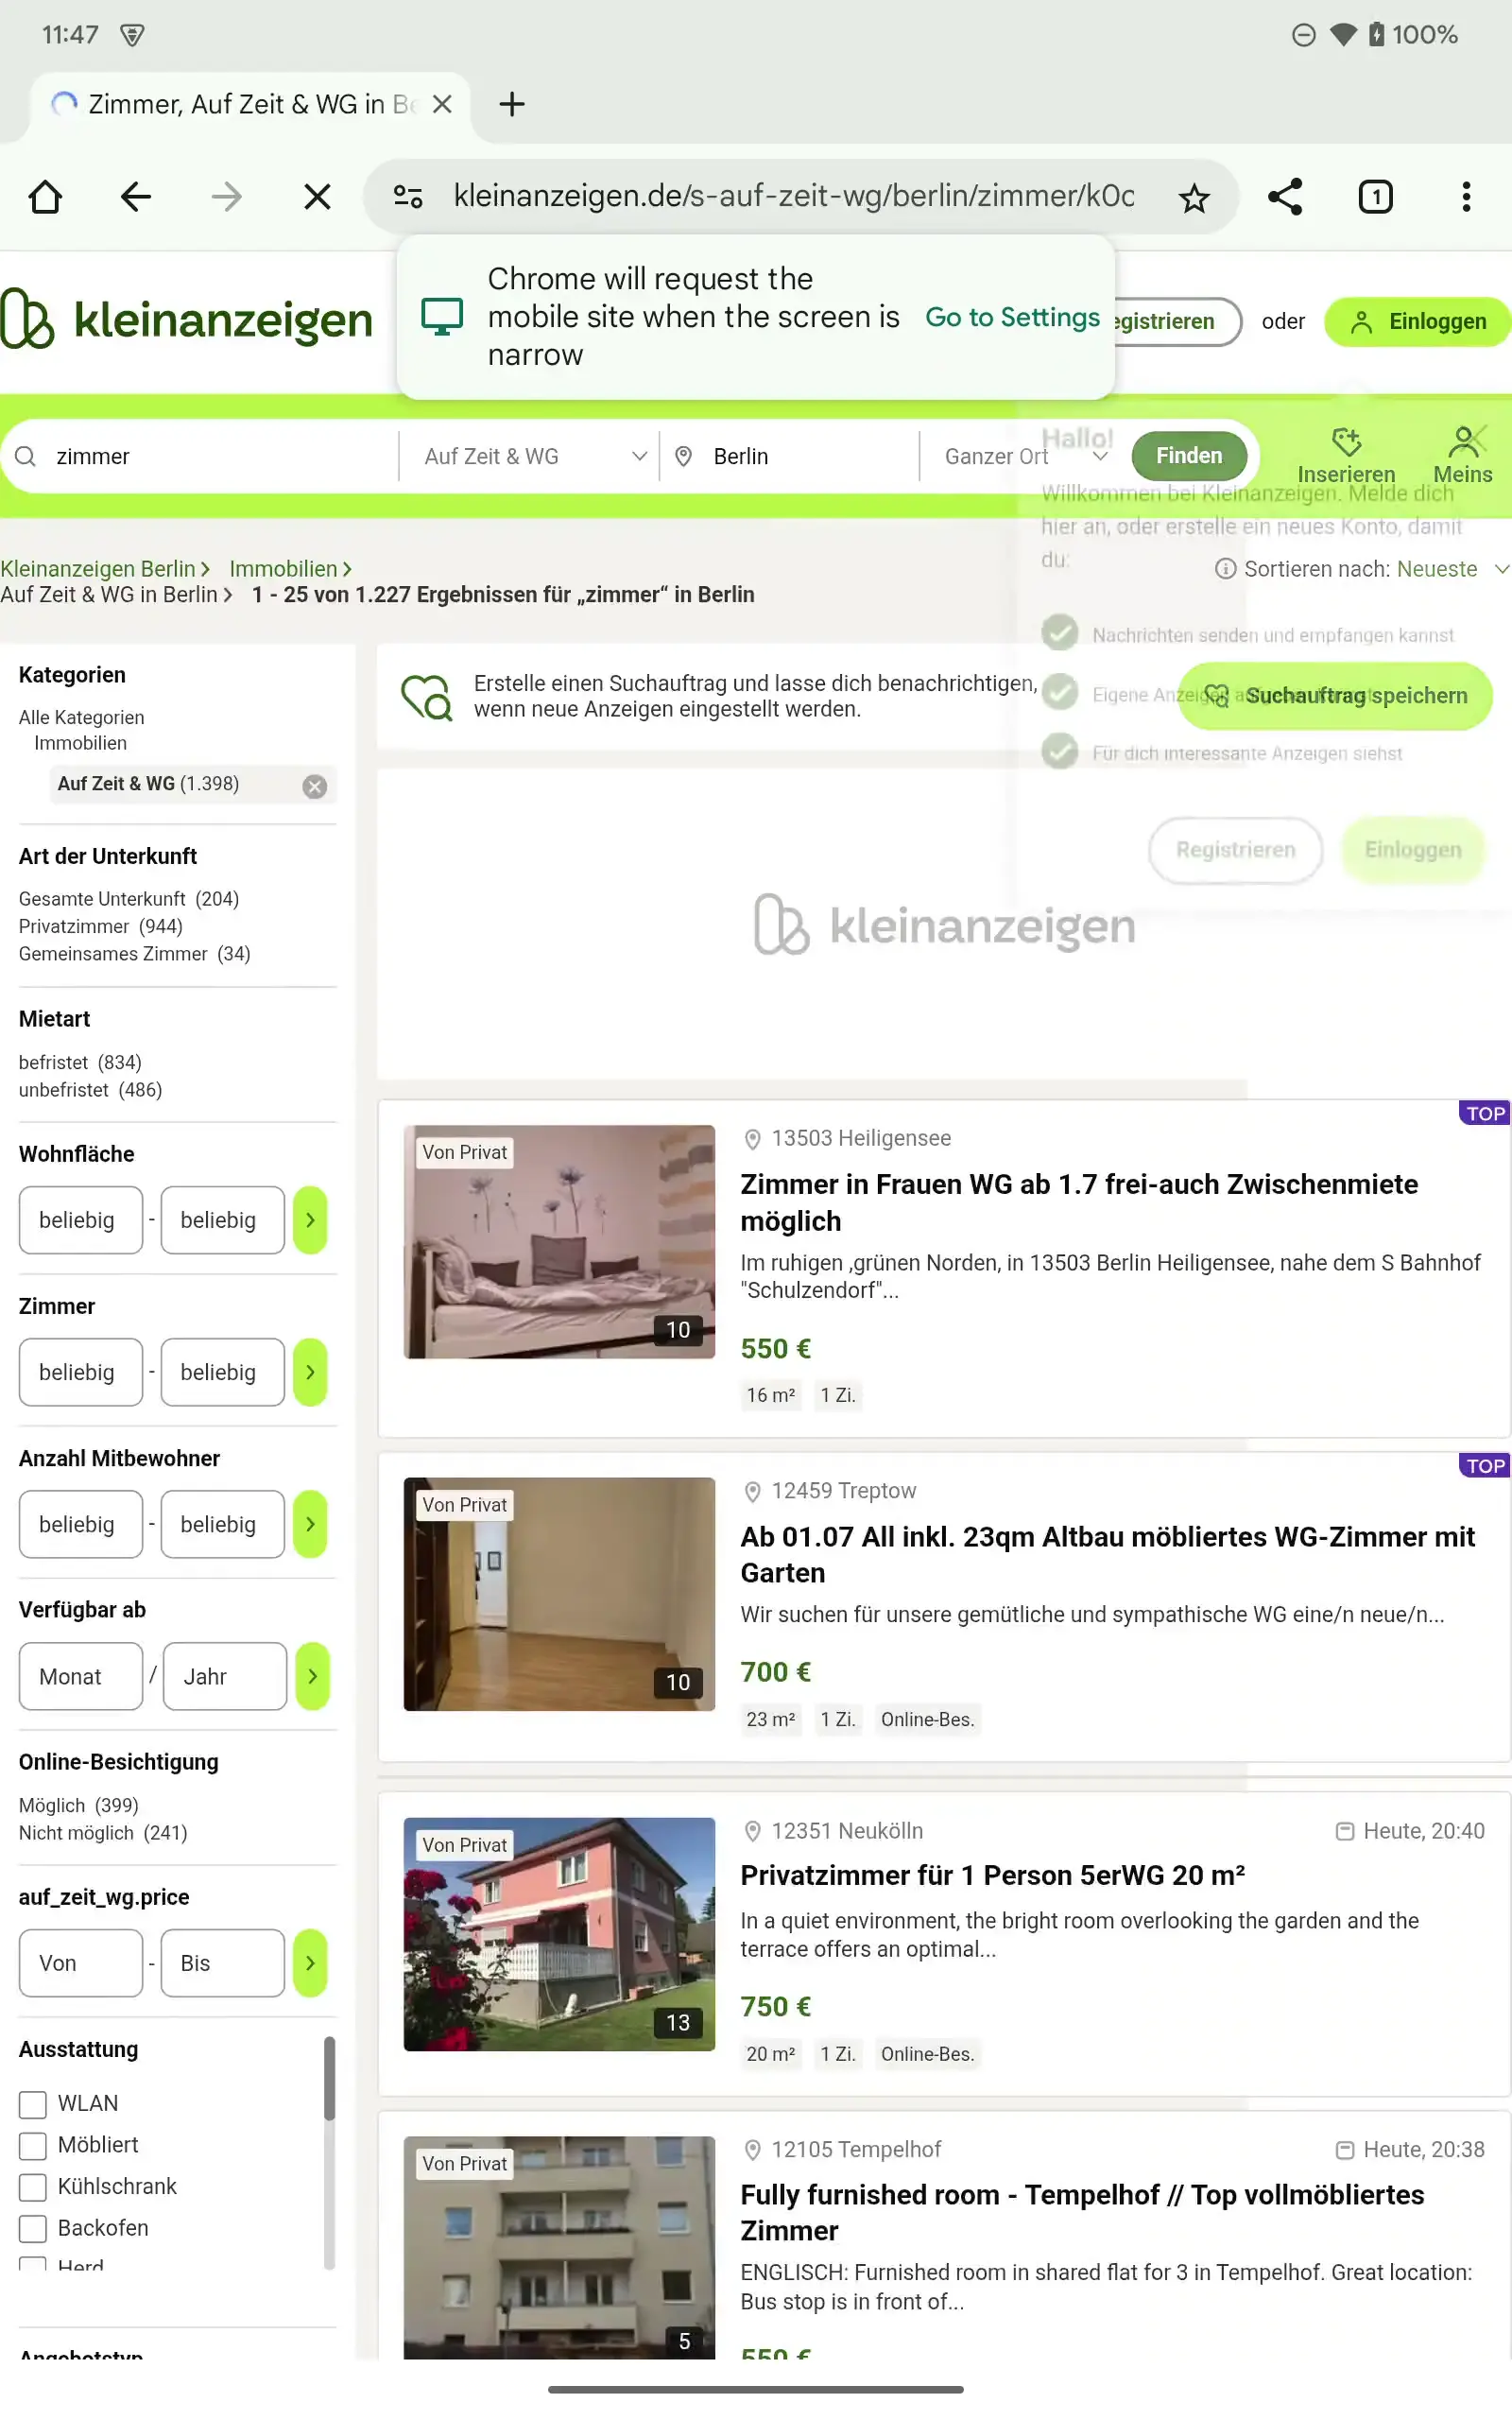 11:47
100%
Zimmer, Auf Zeit & WG in Be
kleinanzeigen.de/s-auf-zeit-wg/berlin/zimmer/k0c
1
Chrome will request the
mobile site when the screen is
narrow
Go to Settings
kleinanzeigen
egistrieren
oder
Einloggen
zimmer
Auf Zeit & WG
Berlin
Ganzer Ort
Finden
Inserieren
Meins
Hallo!
Willkommen bei Kleinanzeigen. Melde dich
hier an, oder erstelle ein neues Konto, damit
du:
Nachrichten senden und empfangen kannst
Eigene Anzeigen
Für dich interessante Anzeigen siehst
Registrieren
Einloggen
Kleinanzeigen Berlin
Immobilien
Auf Zeit & WG in Berlin
1 - 25 von 1.227 Ergebnissen für „zimmer“ in Berlin
Sortieren nach: Neueste
Kategorien
Alle Kategorien
Immobilien
Auf Zeit & WG (1.398)
Art der Unterkunft
Gesamte Unterkunft (204)
Privatzimmer (944)
Gemeinsames Zimmer (34)
Mietart
befristet (834)
unbefristet (486)
Wohnfläche
beliebig - beliebig
Zimmer
beliebig - beliebig
Anzahl Mitbewohner
beliebig - beliebig
Verfügbar ab
Monat / Jahr
Online-Besichtigung
Möglich (399)
Nicht möglich (241)
auf_zeit_wg.price
Von - Bis
Ausstattung
WLAN
Möbliert
Kühlschrank
Backofen
Herd
Angebotstyp
Erstelle einen Suchauftrag und lasse dich benachrichtigen,
wenn neue Anzeigen eingestellt werden.
Suchauftrag speichern
kleinanzeigen
TOP
Von Privat
10
13503 Heiligensee
Zimmer in Frauen WG ab 1.7 frei-auch Zwischenmiete
möglich
Im ruhigen ,grünen Norden, in 13503 Berlin Heiligensee, nahe dem S Bahnhof
"Schulzendorf"...
550 €
16 m² 1 Zi.
TOP
Von Privat
10
12459 Treptow
Ab 01.07 All inkl. 23qm Altbau möbliertes WG-Zimmer mit
Garten
Wir suchen für unsere gemütliche und sympathische WG eine/n neue/n...
700 €
23 m² 1 Zi. Online-Bes.
Von Privat
13
12351 Neukölln
Heute, 20:40
Privatzimmer für 1 Person 5erWG 20 m²
In a quiet environment, the bright room overlooking the garden and the
terrace offers an optimal...
750 €
20 m² 1 Zi. Online-Bes.
Von Privat
5
12105 Tempelhof
Heute, 20:38
Fully furnished room - Tempelhof // Top vollmöbliertes
Zimmer
ENGLISCH: Furnished room in shared flat for 3 in Tempelhof. Great location:
Bus stop is in front of...
550 €